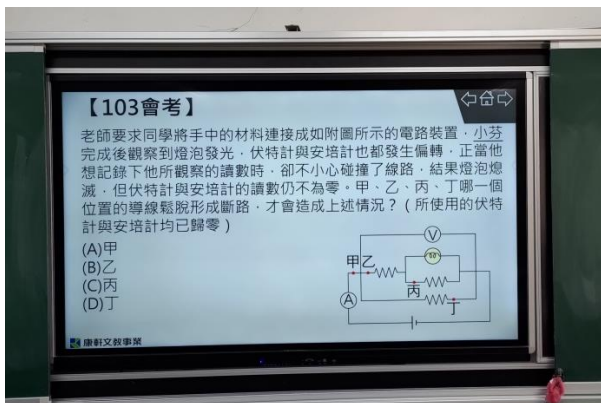 【103會考】
老師要求同學將手中的材料連接成如附圖所示的電路裝置，小芬
完成後觀察到燈泡發光，伏特計與安培計也都發生偏轉，正當他
想記錄下他所觀察的讀數時，卻不小心碰撞了線路，結果燈泡熄
滅，但伏特計與安培計的讀數仍不為零。甲、乙、丙、丁哪一個
位置的導線鬆脫形成斷路，才會造成上述情況？（所使用的伏特
計與安培計均已歸零）
(A)甲
(B)乙
(C)丙
(D)丁
V
甲乙
丙
A
丁
康軒文教事業